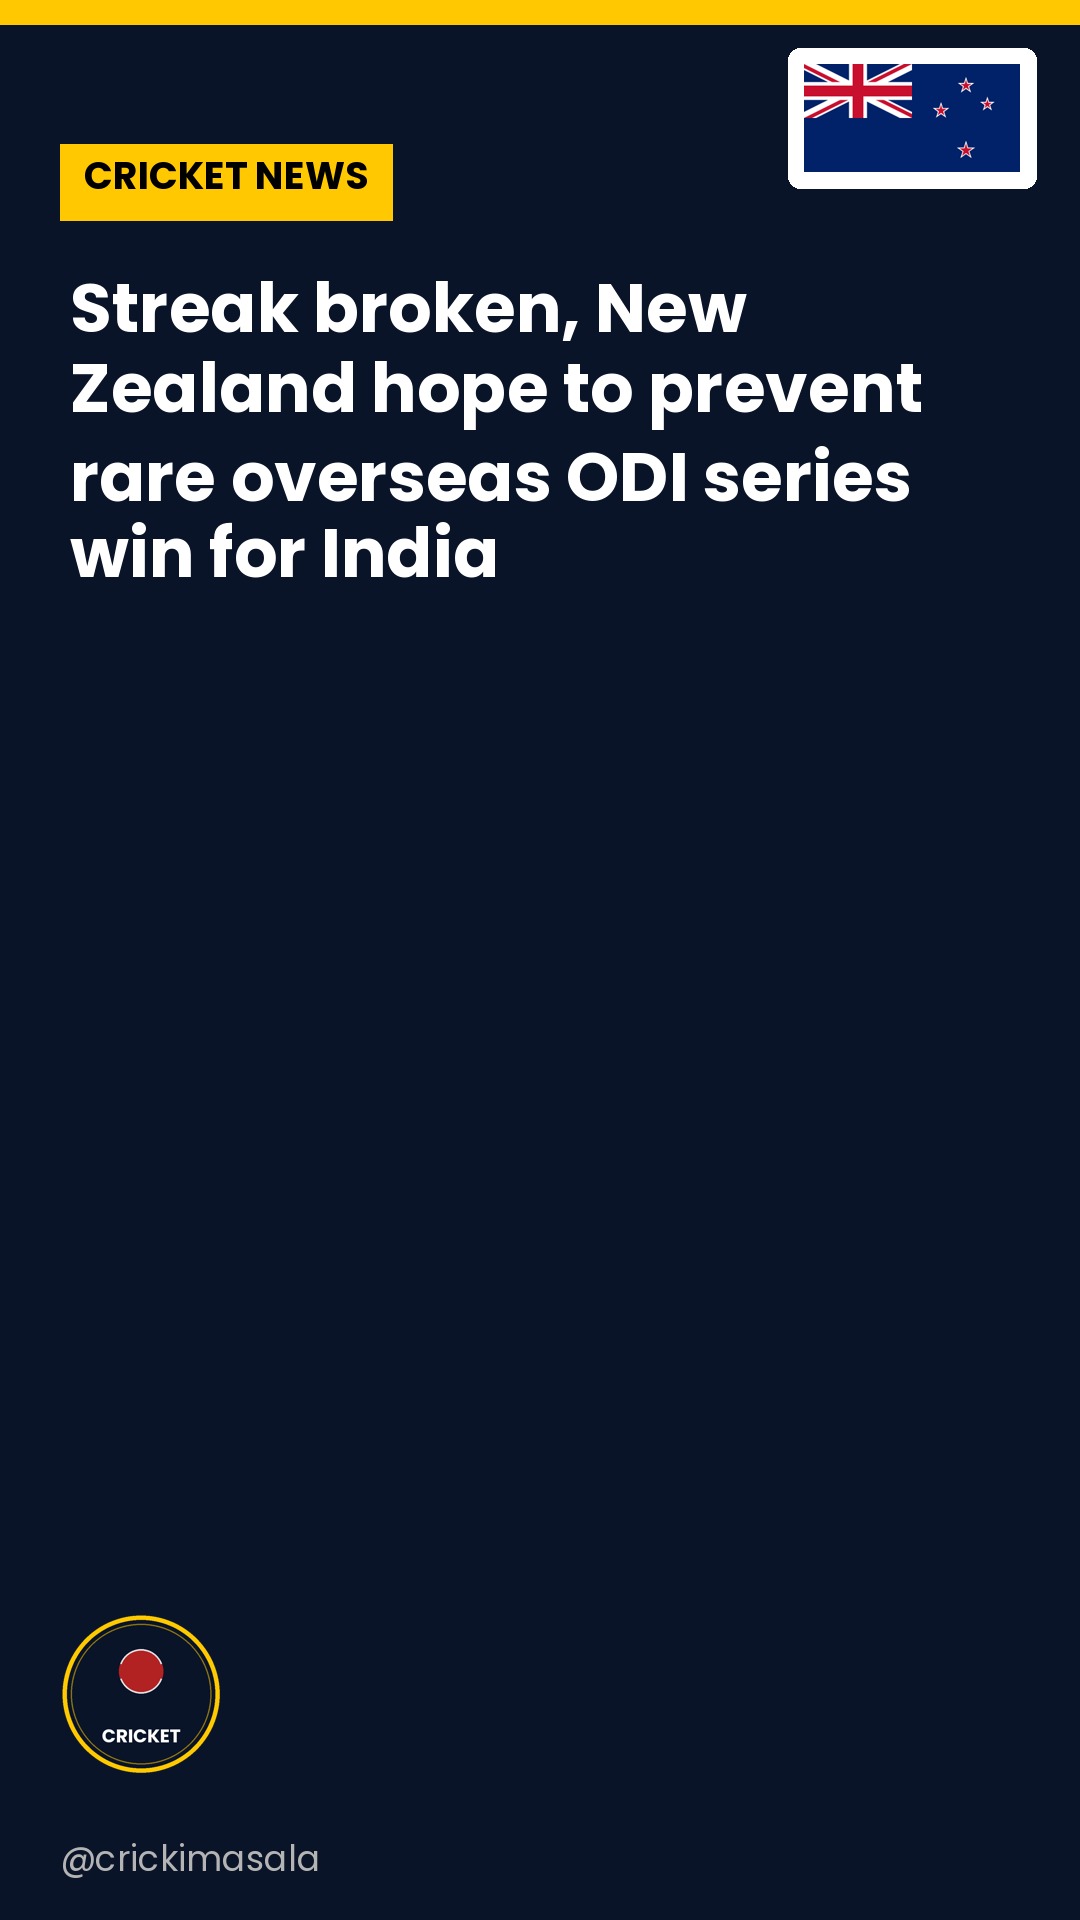 CRICKET NEWS
Streak broken, New
Zealand hope to prevent
rare overseas ODI series
win for India
CRICKET
@crickimasala